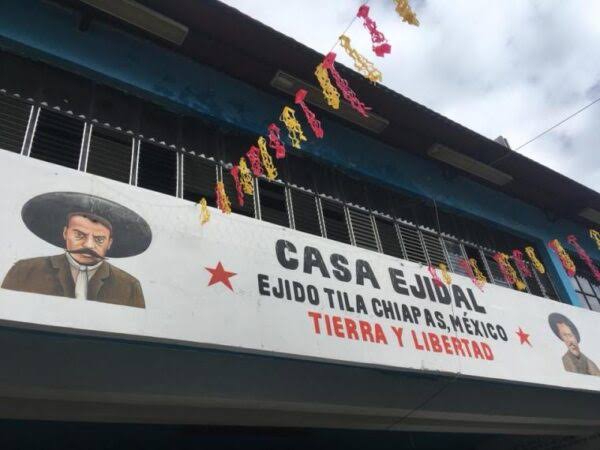 CASA EJIDAL
EJIDO TILA CHIAPAS, MÉXICO
TIERRA Y LIBERTAD